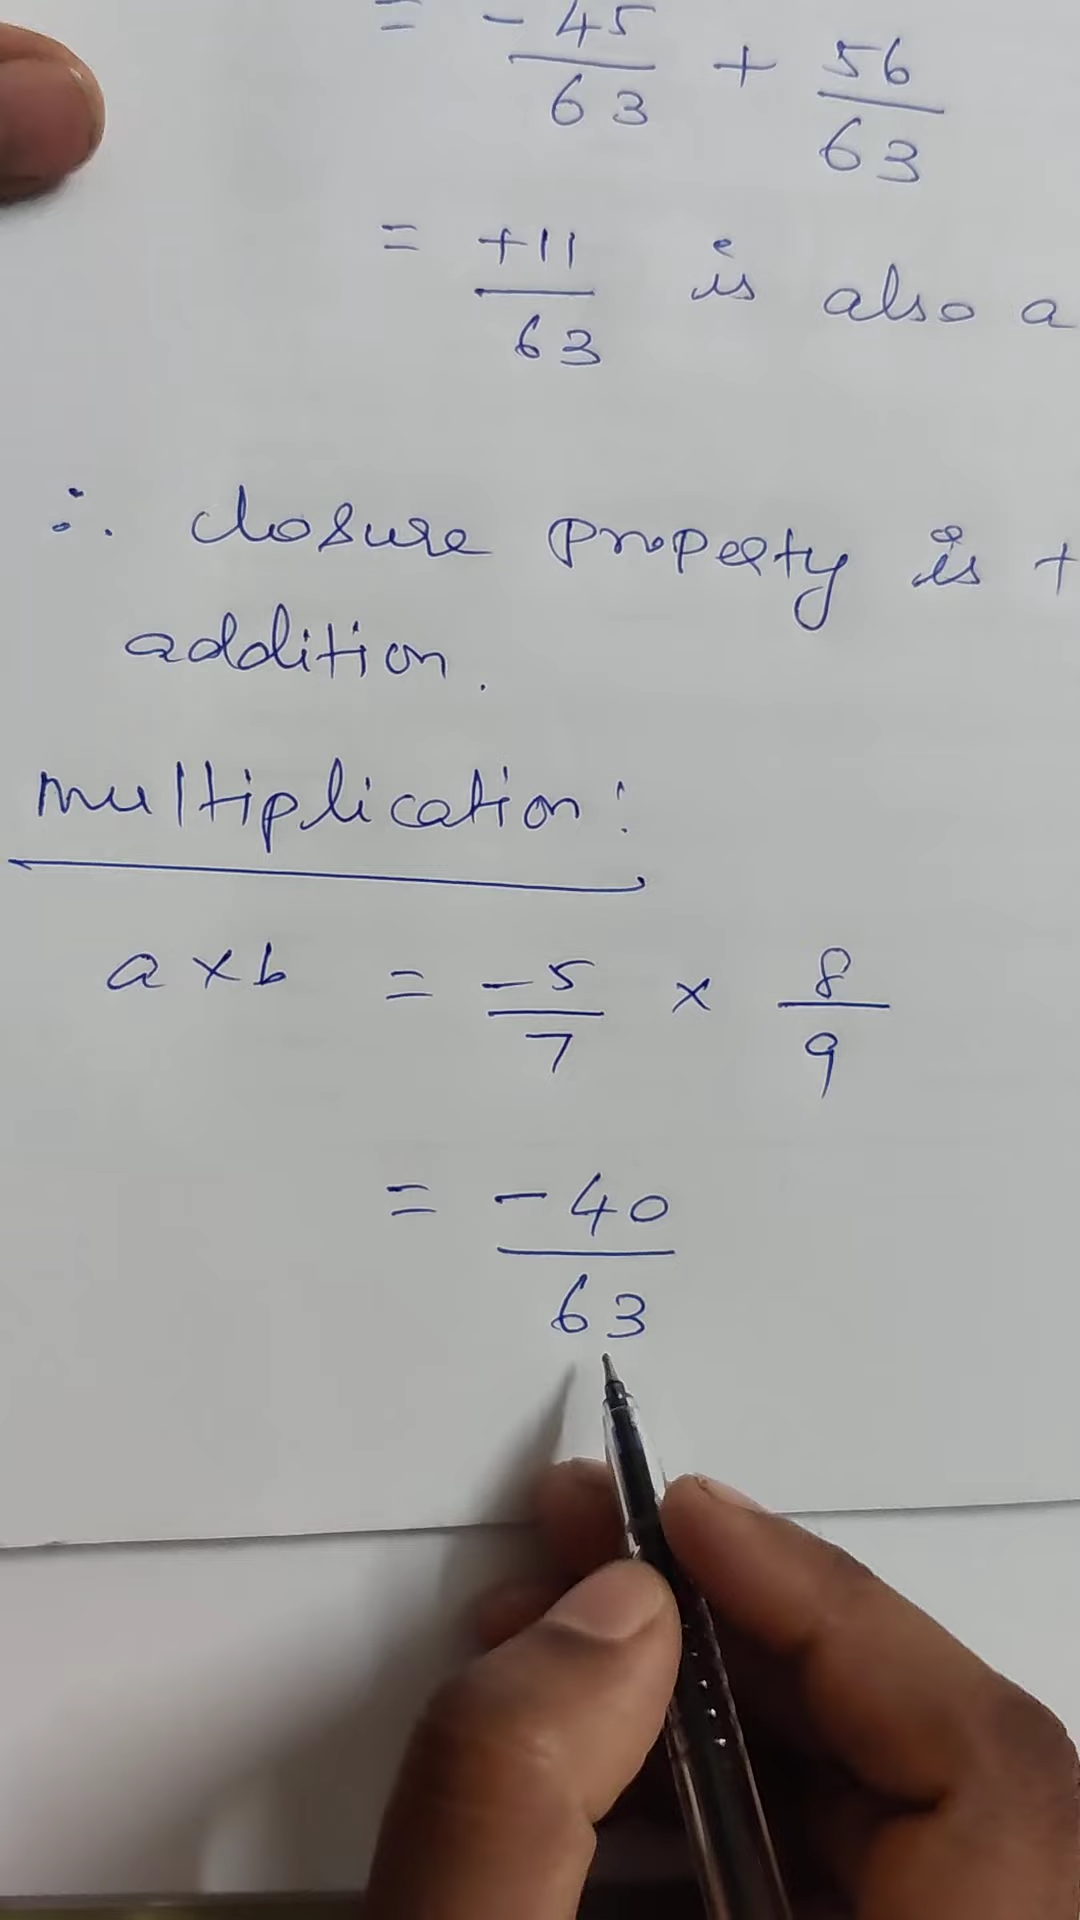 = -45/63 + 56/63
= +11/63 is also a
∴ closure property is
addition.
multiplication:
a × b = -5/7 × 8/9
= -40/63